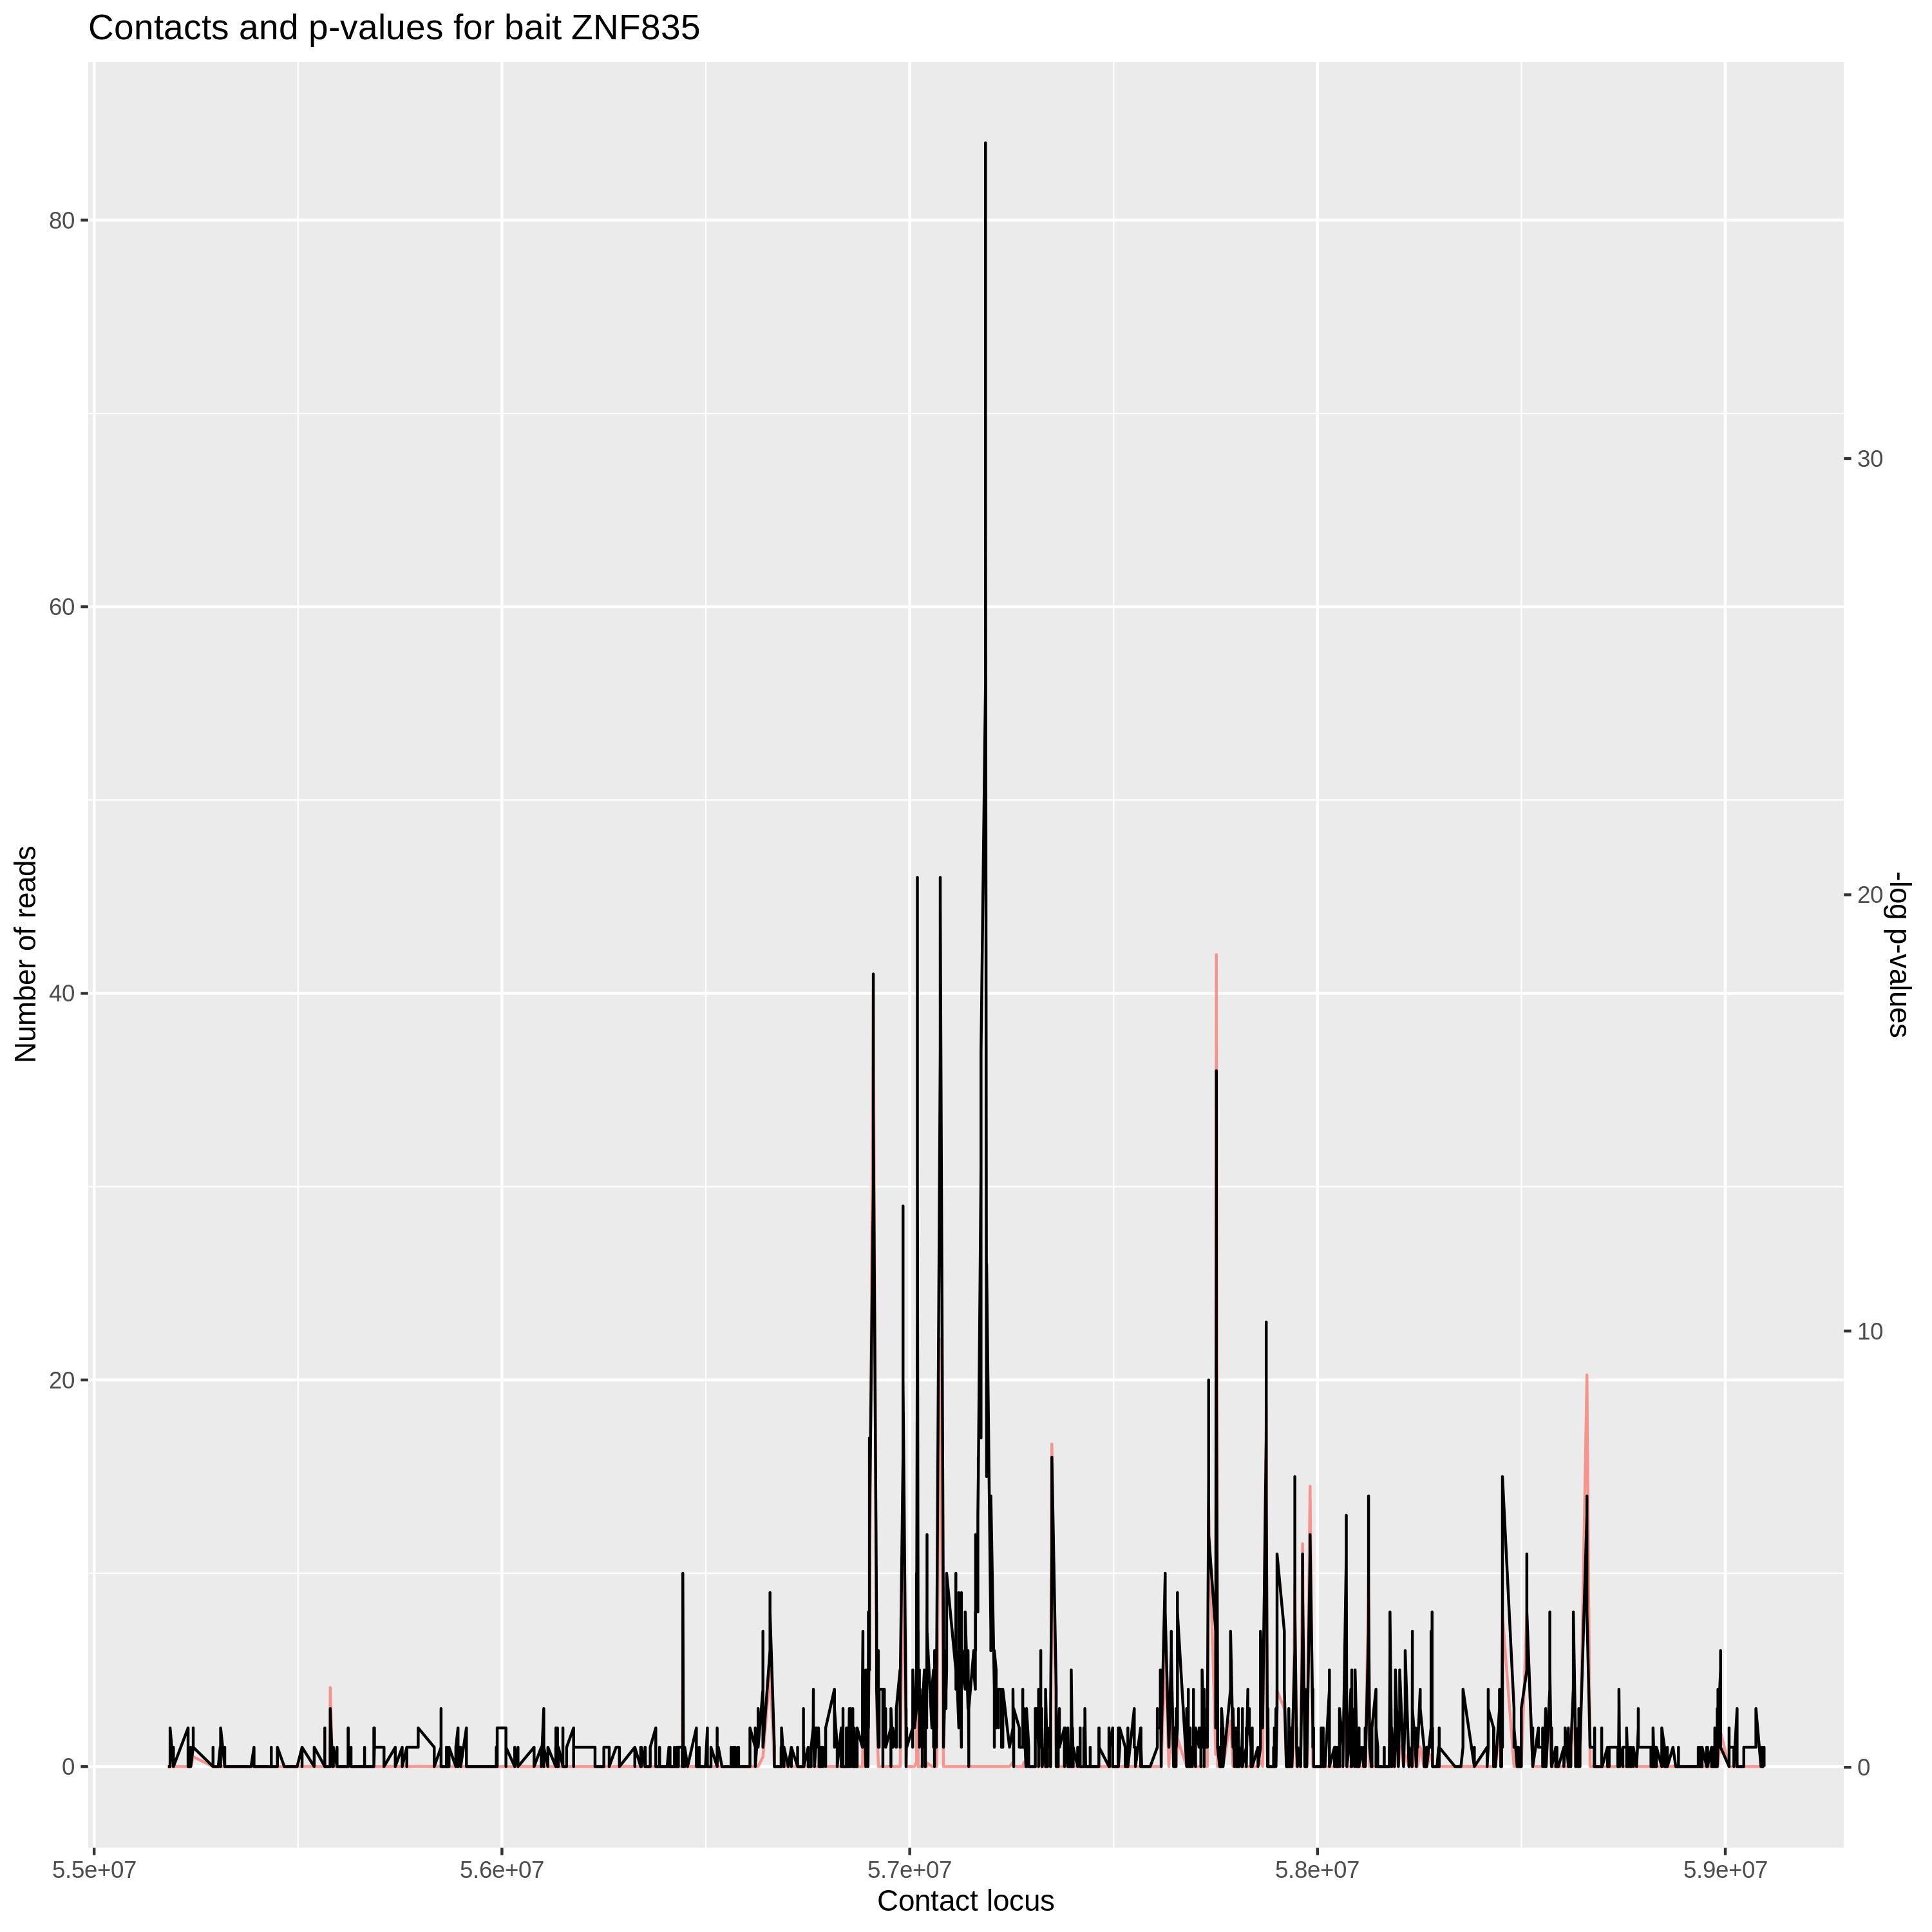 Contacts and p-values for bait ZNF835
80
60
40
20
0
Number of reads
30
20
10
0
-log p-values
5.5e+07
5.6e+07
5.7e+07
5.8e+07
5.9e+07
Contact locus